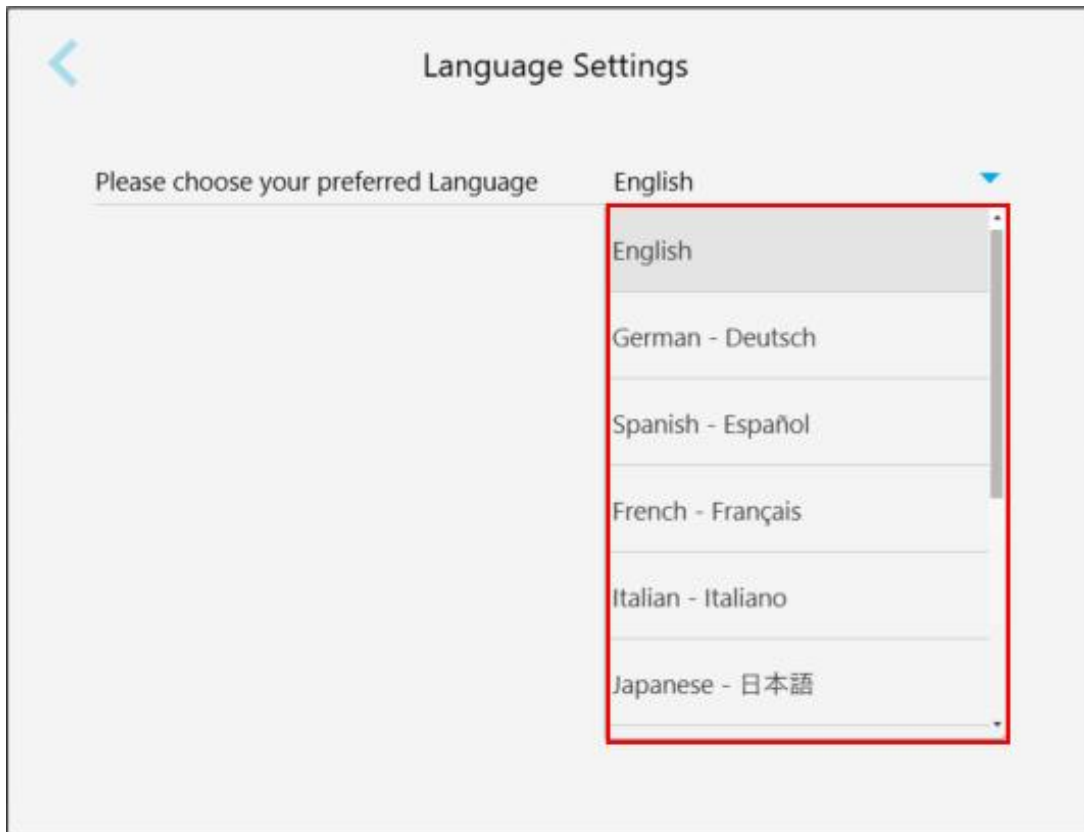 Language Settings
Please choose your preferred Language English
English
German - Deutsch
Spanish - Español
French - Français
Italian - Italiano
Japanese - 日本語